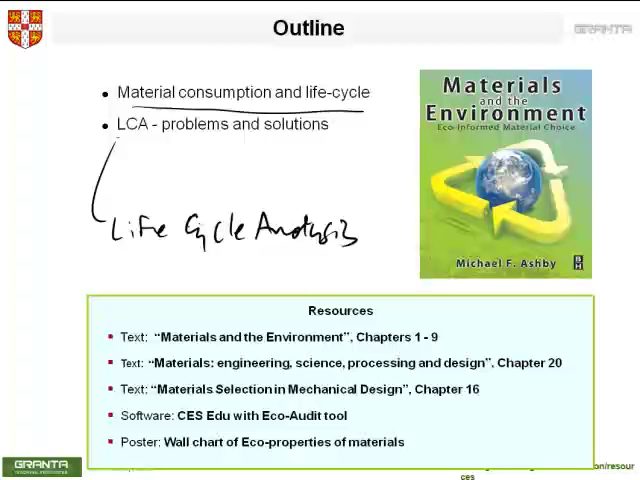 Outline
GRANTA
• Material consumption and life-cycle
• LCA - problems and solutions
Life Cycle Analysis
Materials
and the
Environment
Eco-Informed Material Choice
Michael F. Ashby
B
H
Resources
▪ Text: “Materials and the Environment”, Chapters 1 - 9
▪ Text: “Materials: engineering, science, processing and design”, Chapter 20
▪ Text: “Materials Selection in Mechanical Design”, Chapter 16
▪ Software: CES Edu with Eco-Audit tool
▪ Poster: Wall chart of Eco-properties of materials
GRANTA
on/resour
ces